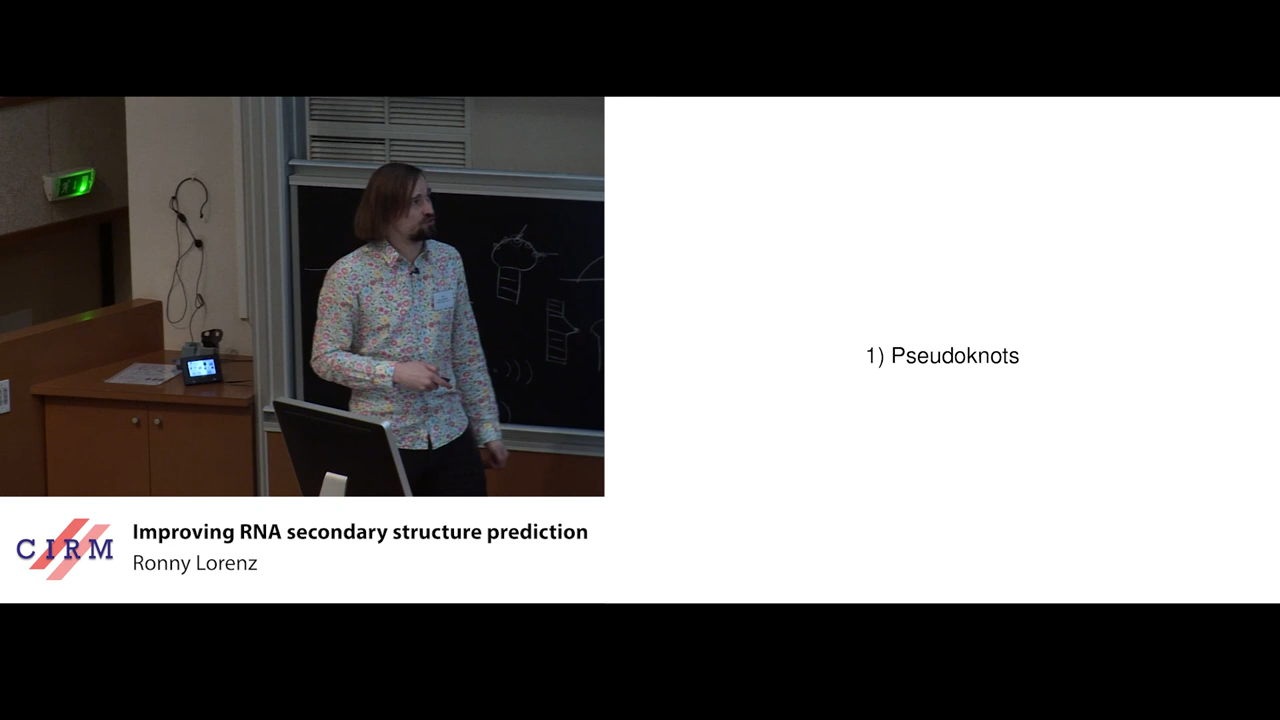 1) Pseudoknots
CIRM
Improving RNA secondary structure prediction
Ronny Lorenz